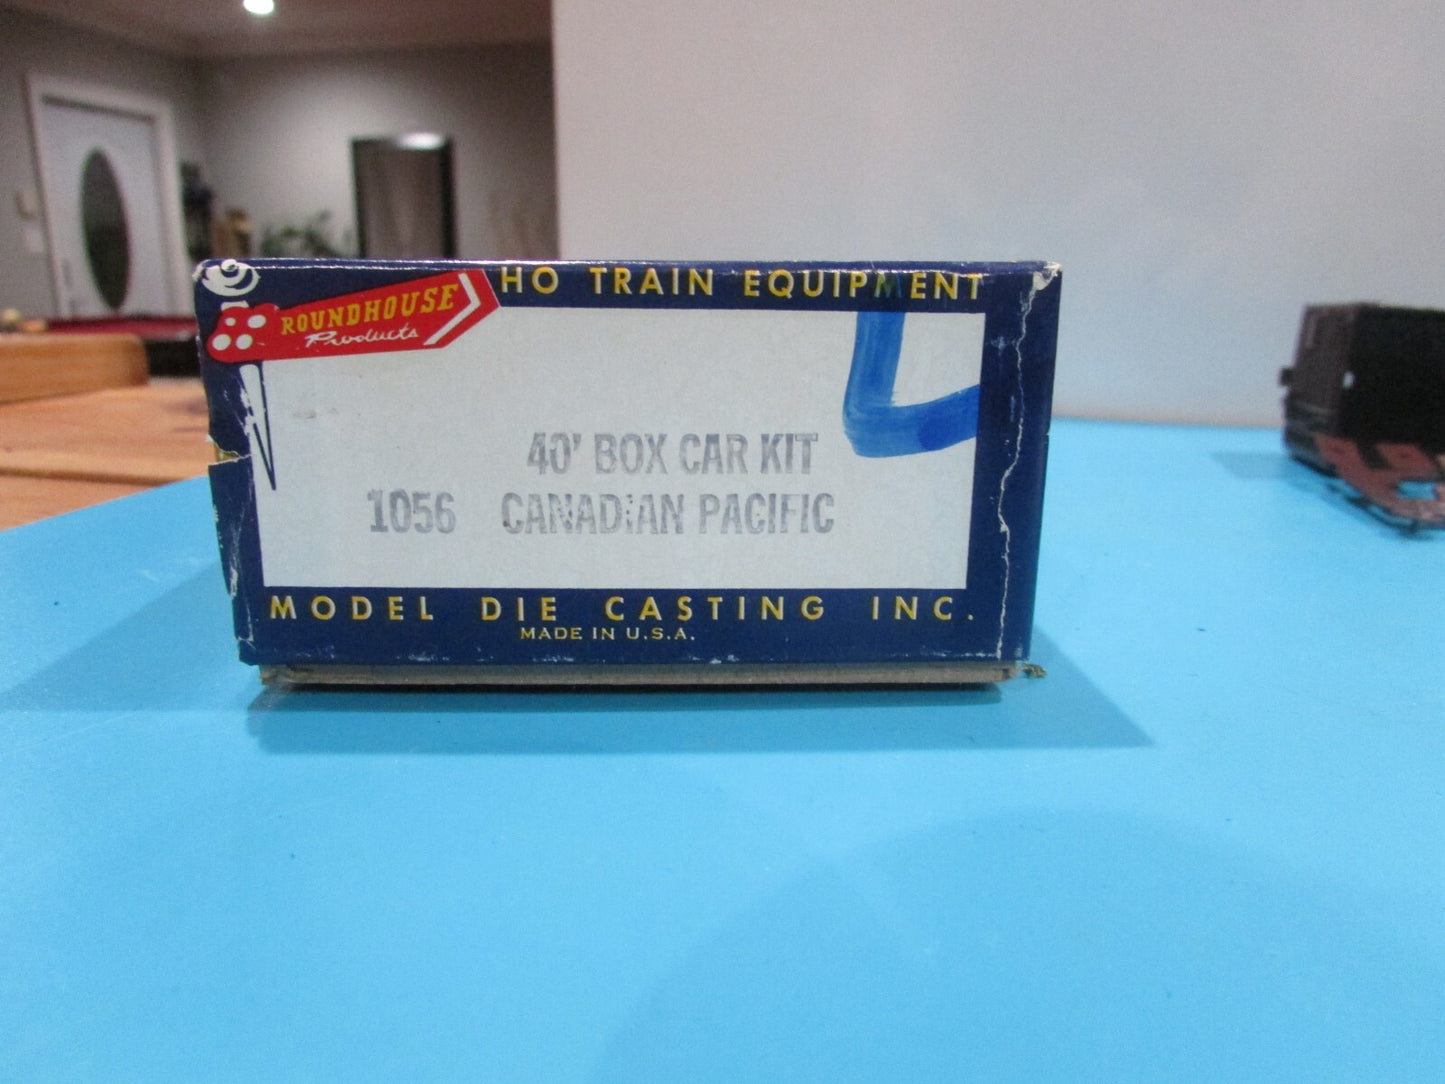 HO TRAIN EQUIPMENT
ROUNDHOUSE
Products
40' BOX CAR KIT
1056 CANADIAN PACIFIC
MODEL DIE CASTING INC.
MADE IN U.S.A.